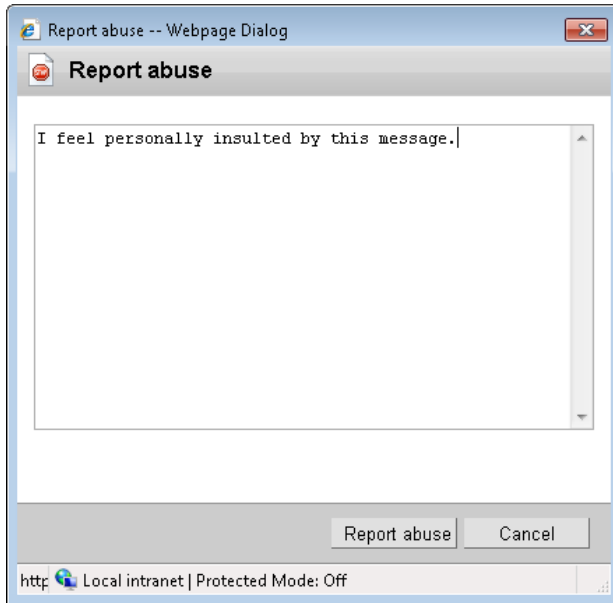 Report abuse -- Webpage Dialog
Report abuse
I feel personally insulted by this message.
Report abuse
Cancel
http
Local intranet | Protected Mode: Off